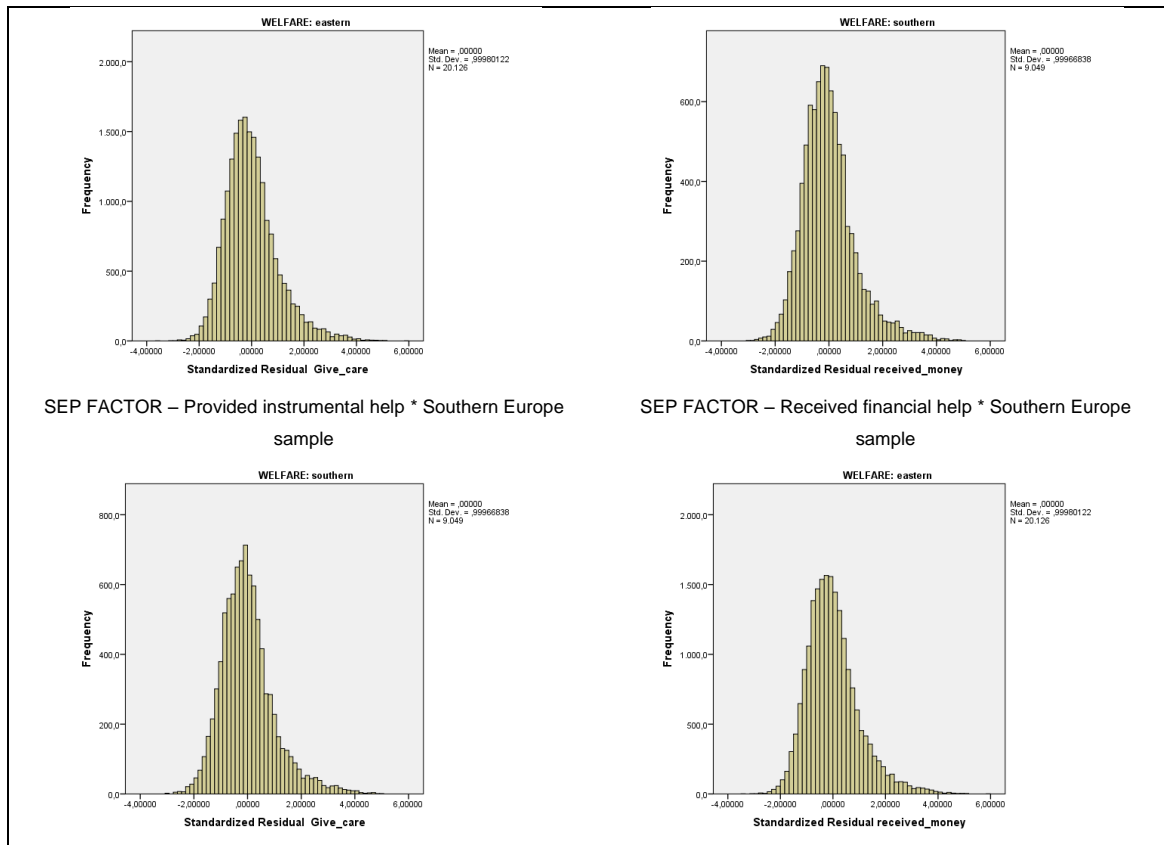 WELFARE: eastern
Mean = ,00000
Std. Dev. = ,99980122
N = 20.126
2.000,0
1.500,0
1.000,0
500,0
0,0
Frequency
-4,00000 -2,00000 ,00000 2,00000 4,00000 6,00000
Standardized Residual Give_care
WELFARE: southern
Mean = ,00000
Std. Dev. = ,99966838
N = 9.049
600,0
400,0
200,0
0,0
Frequency
-4,00000 -2,00000 ,00000 2,00000 4,00000 6,00000
Standardized Residual received_money
SEP FACTOR – Provided instrumental help * Southern Europe
sample
SEP FACTOR – Received financial help * Southern Europe
sample
WELFARE: southern
Mean = ,00000
Std. Dev. = ,99966838
N = 9.049
800,0
600,0
400,0
200,0
0,0
Frequency
-4,00000 -2,00000 ,00000 2,00000 4,00000 6,00000
Standardized Residual Give_care
WELFARE: eastern
Mean = ,00000
Std. Dev. = ,99980122
N = 20.126
2.000,0
1.500,0
1.000,0
500,0
0,0
Frequency
-4,00000 -2,00000 ,00000 2,00000 4,00000 6,00000
Standardized Residual received_money